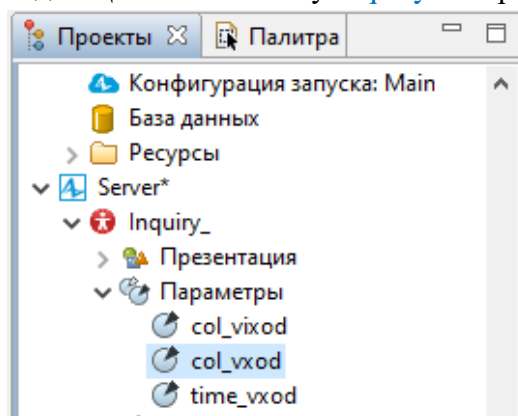 Проекты Палитра
Конфигурация запуска: Main
База данных
Ресурсы
Server*
Inquiry_
Презентация
Параметры
col_vixod
col_vxod
time_vxod